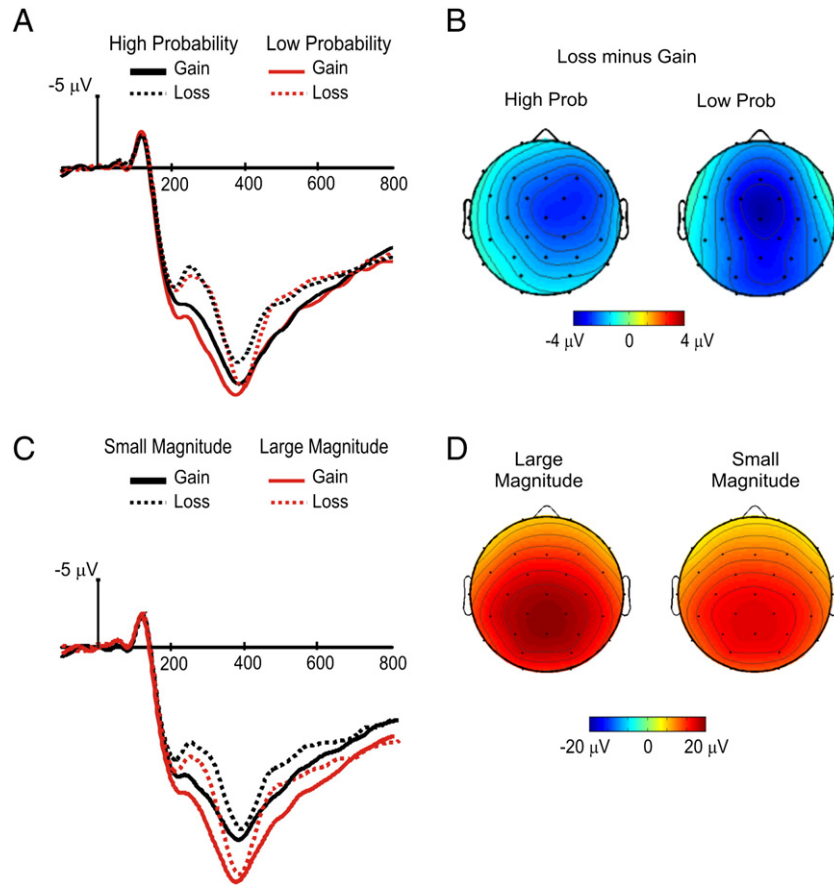 A
High Probability Low Probability
Gain Gain
Loss Loss
-5 μV
200 400 600 800
B
Loss minus Gain
High Prob Low Prob
-4 μV 0 4 μV
C
Small Magnitude Large Magnitude
Gain Gain
Loss Loss
-5 μV
200 400 600 800
D
Large Small
Magnitude Magnitude
-20 μV 0 20 μV